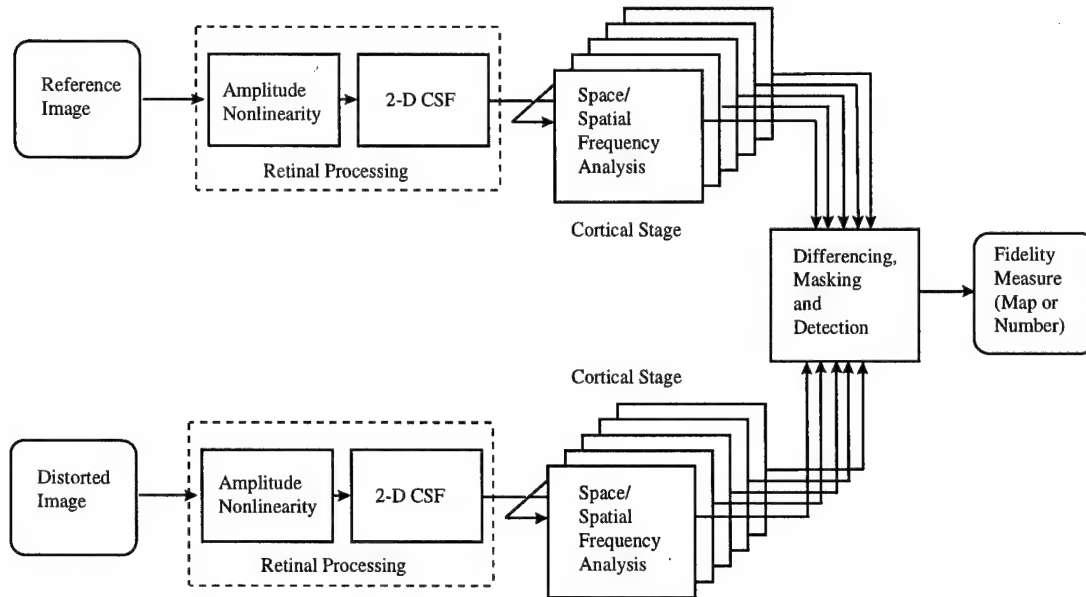 Reference
Image
Amplitude
Nonlinearity
2-D CSF
Retinal Processing
Space/
Spatial
Frequency
Analysis
Cortical Stage
Differencing,
Masking
and
Detection
Fidelity
Measure
(Map or
Number)
Cortical Stage
Distorted
Image
Amplitude
Nonlinearity
2-D CSF
Retinal Processing
Space/
Spatial
Frequency
Analysis